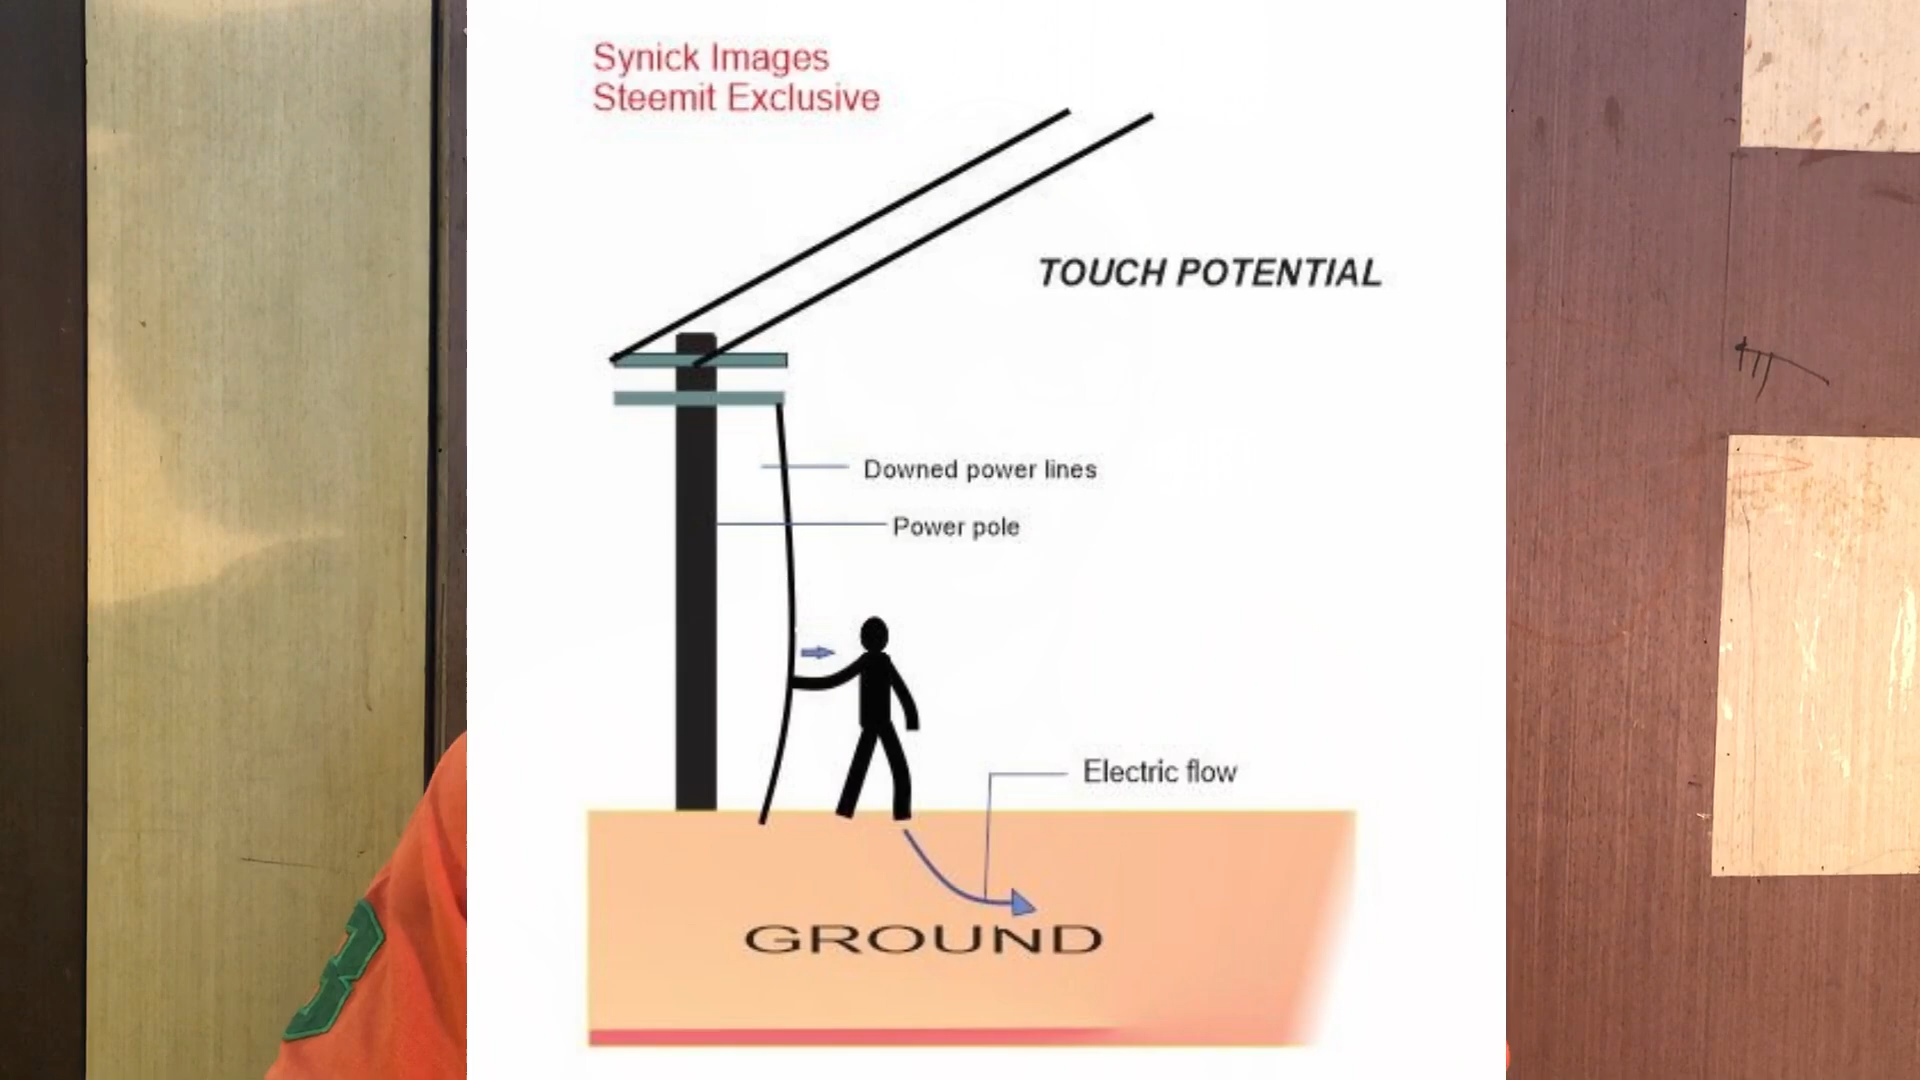 Synick Images
Steemit Exclusive
TOUCH POTENTIAL
Downed power lines
Power pole
Electric flow
GROUND